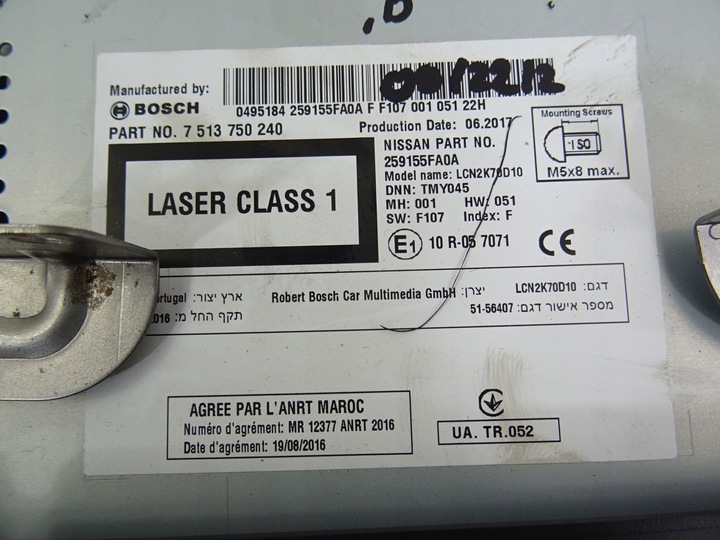 Manufactured by:
BOSCH
0495184 259155FA0A F F107 001 051 22H
PART NO. 7 513 750 240
Production Date: 06.2017
LASER CLASS 1
NISSAN PART NO.
259155FA0A
Model name: LCN2K70D10
DNN: TMY045
MH: 001 HW: 051
SW: F107 Index: F
E1 10 R-05 7071 CE
Mounting Screws
ISO
M5x8 max.
דגם: LCN2K70D10 יצרן: Robert Bosch Car Multimedia GmbH ארץ יצור:
מספר אישור דגם: 51-56407 תקף החל מ:
AGREE PAR L'ANRT MAROC
Numéro d'agrément: MR 12377 ANRT 2016
Date d'agrément: 19/08/2016
UA. TR.052